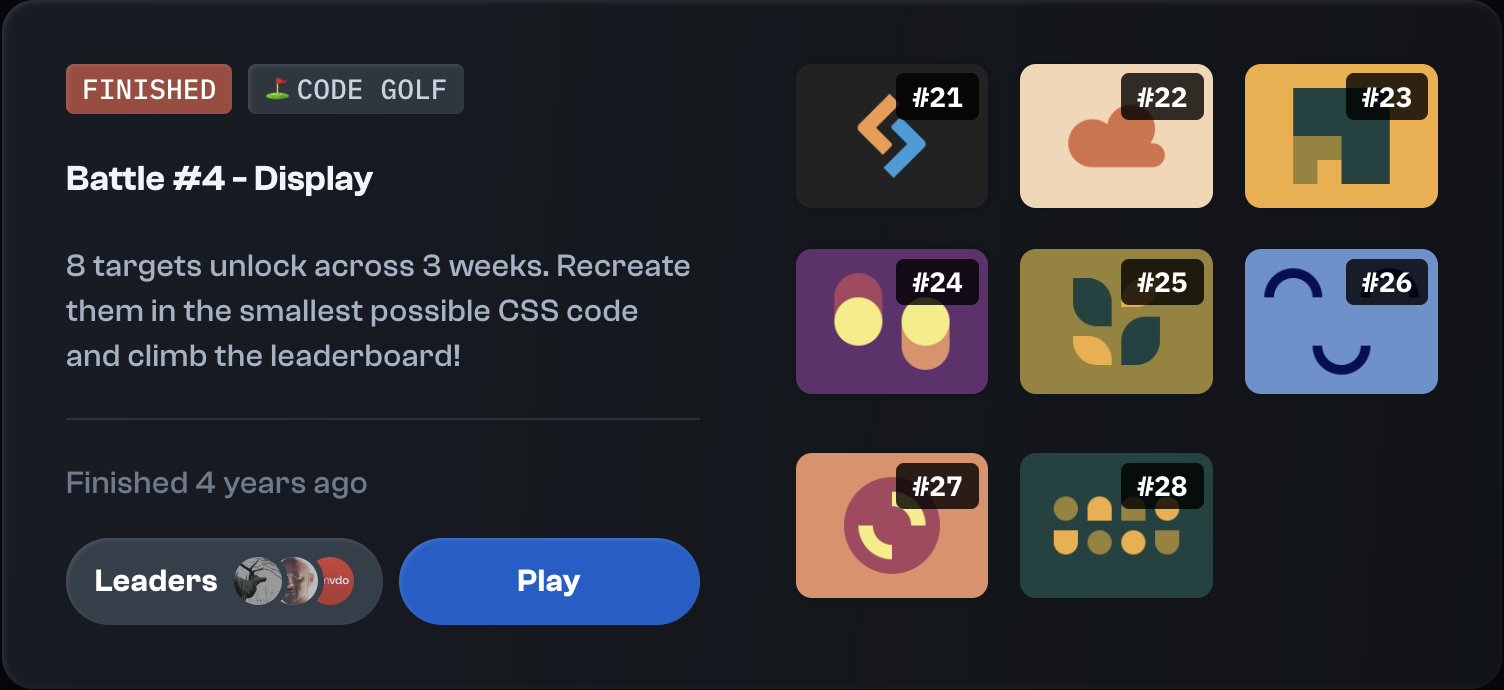 FINISHED
CODE GOLF
Battle #4 - Display
8 targets unlock across 3 weeks. Recreate
them in the smallest possible CSS code
and climb the leaderboard!
Finished 4 years ago
Leaders
nvdo
Play
#21
#22
#23
#24
#25
#26
#27
#28